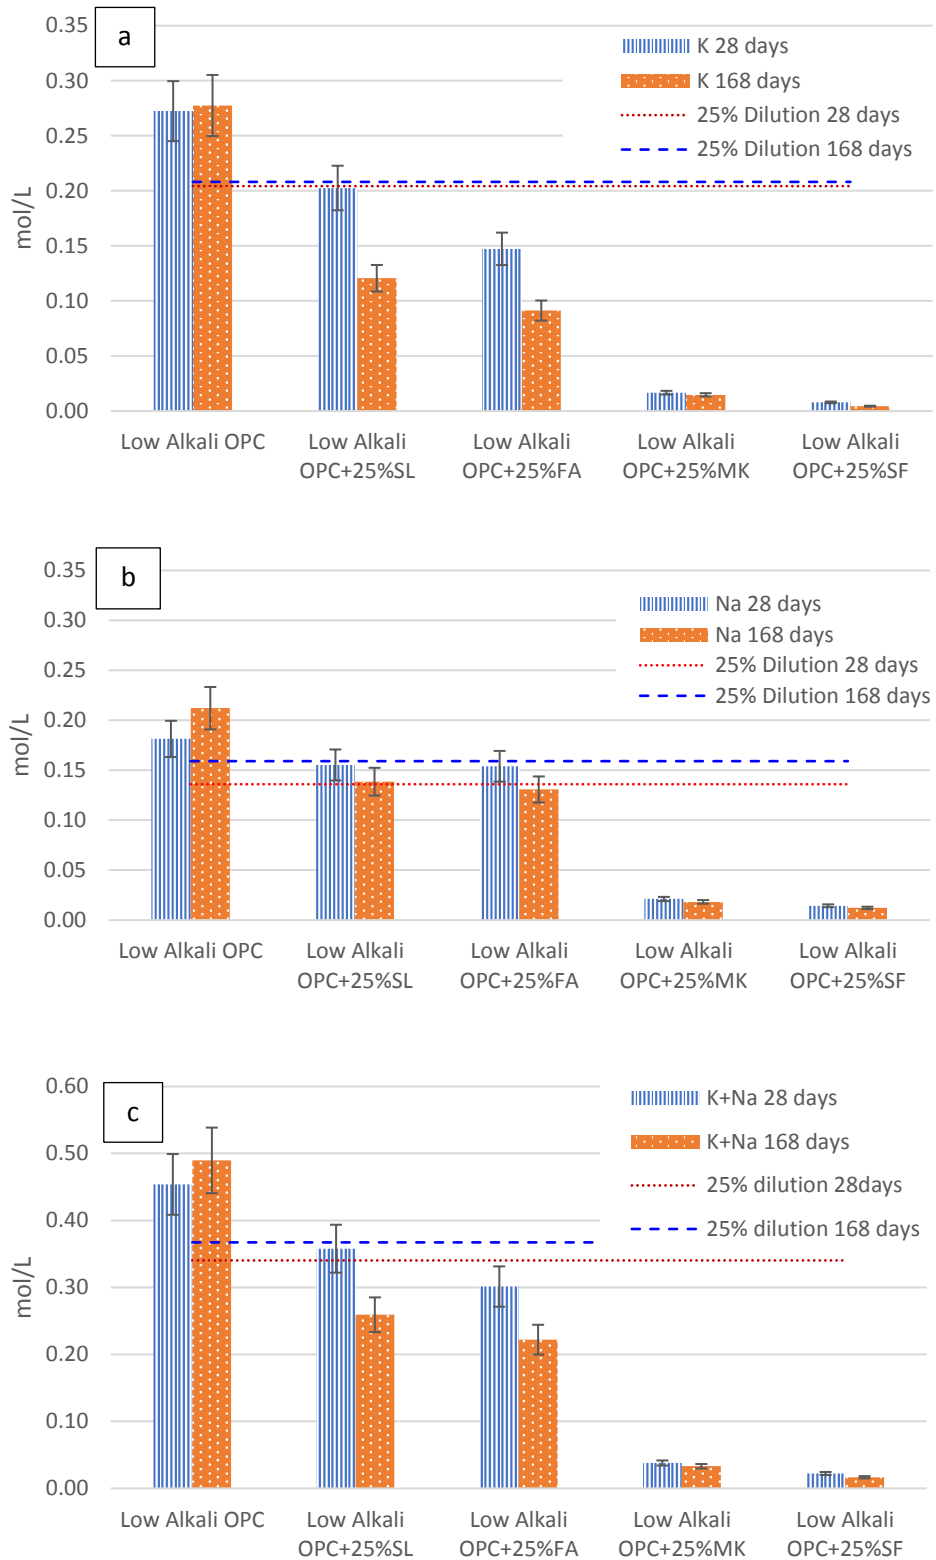 a
0.35
0.30
0.25
0.20
0.15
0.10
0.05
0.00
mol/L
K 28 days
K 168 days
25% Dilution 28 days
25% Dilution 168 days
Low Alkali OPC
Low Alkali
OPC+25%SL
Low Alkali
OPC+25%FA
Low Alkali
OPC+25%MK
Low Alkali
OPC+25%SF
b
0.35
0.30
0.25
0.20
0.15
0.10
0.05
0.00
mol/L
Na 28 days
Na 168 days
25% Dilution 28 days
25% Dilution 168 days
Low Alkali OPC
Low Alkali
OPC+25%SL
Low Alkali
OPC+25%FA
Low Alkali
OPC+25%MK
Low Alkali
OPC+25%SF
c
0.60
0.50
0.40
0.30
0.20
0.10
0.00
mol/L
K+Na 28 days
K+Na 168 days
25% dilution 28days
25% dilution 168 days
Low Alkali OPC
Low Alkali
OPC+25%SL
Low Alkali
OPC+25%FA
Low Alkali
OPC+25%MK
Low Alkali
OPC+25%SF